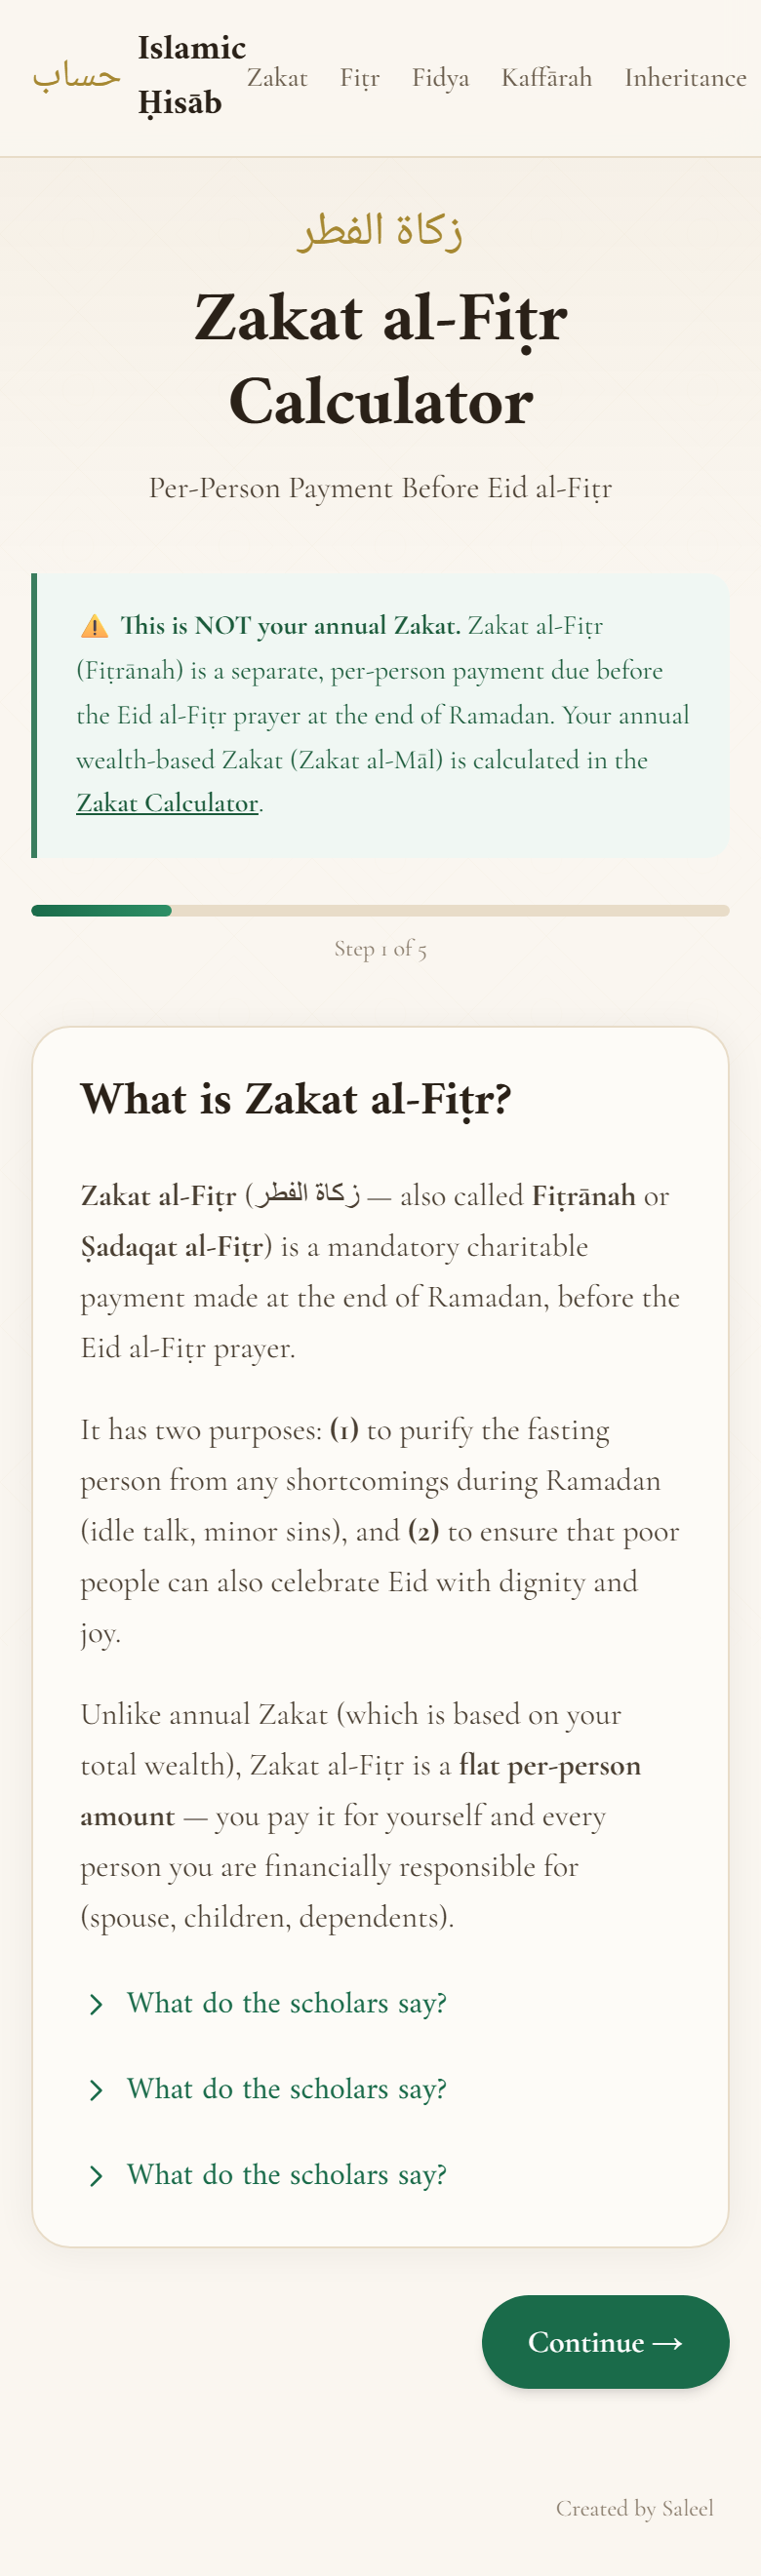 حساب
Islamic
Ḥisāb
Zakat Fiṭr Fidya Kaffārah Inheritance
زكاة الفطر
Zakat al-Fiṭr
Calculator
Per-Person Payment Before Eid al-Fiṭr
⚠️ This is NOT your annual Zakat. Zakat al-Fiṭr
(Fiṭrānah) is a separate, per-person payment due before
the Eid al-Fiṭr prayer at the end of Ramadan. Your annual
wealth-based Zakat (Zakat al-Māl) is calculated in the
Zakat Calculator.
Step 1 of 5
What is Zakat al-Fiṭr?
Zakat al-Fiṭr (زكاة الفطر — also called Fiṭrānah or
Ṣadaqat al-Fiṭr) is a mandatory charitable
payment made at the end of Ramadan, before the
Eid al-Fiṭr prayer.
It has two purposes: (1) to purify the fasting
person from any shortcomings during Ramadan
(idle talk, minor sins), and (2) to ensure that poor
people can also celebrate Eid with dignity and
joy.
Unlike annual Zakat (which is based on your
total wealth), Zakat al-Fiṭr is a flat per-person
amount — you pay it for yourself and every
person you are financially responsible for
(spouse, children, dependents).
What do the scholars say?
What do the scholars say?
What do the scholars say?
Continue →
Created by Saleel